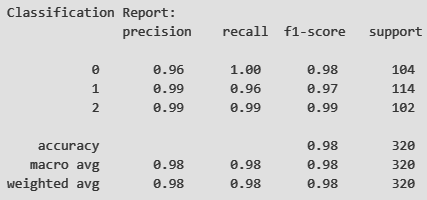 Classification Report:
precision recall f1-score support
0 0.96 1.00 0.98 104
1 0.99 0.96 0.97 114
2 0.99 0.99 0.99 102
accuracy 0.98 320
macro avg 0.98 0.98 0.98 320
weighted avg 0.98 0.98 0.98 320